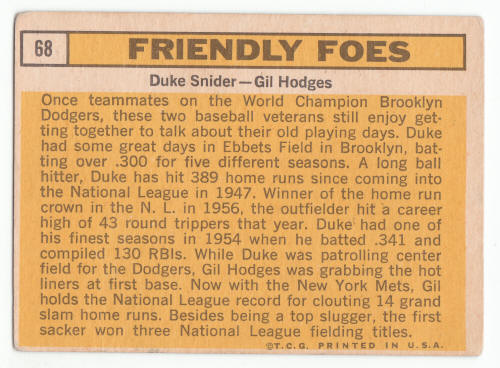 68
FRIENDLY FOES
Duke Snider—Gil Hodges
Once teammates on the World Champion Brooklyn
Dodgers, these two baseball veterans still enjoy get-
ting together to talk about their old playing days. Duke
had some great days in Ebbets Field in Brooklyn, bat-
ting over .300 for five different seasons. A long ball
hitter, Duke has hit 389 home runs since coming into
the National League in 1947. Winner of the home run
crown in the N. L. in 1956, the outfielder hit a career
high of 43 round trippers that year. Duke had one of
his finest seasons in 1954 when he batted .341 and
compiled 130 RBIs. While Duke was patrolling center
field for the Dodgers, Gil Hodges was grabbing the hot
liners at first base. Now with the New York Mets, Gil
holds the National League record for clouting 14 grand
slam home runs. Besides being a top slugger, the first
sacker won three National League fielding titles.
©T.C.G. PRINTED IN U.S.A.